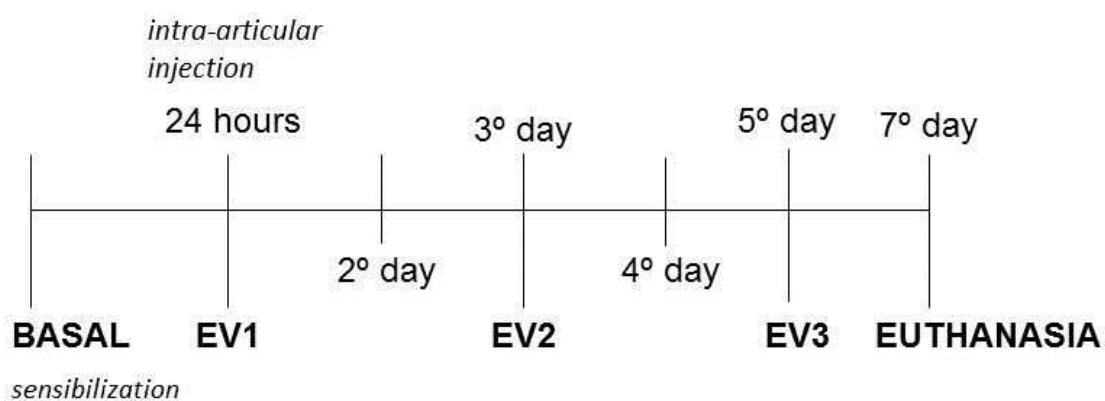 intra-articular
injection
24 hours
3º day
5º day
7º day
2º day
4º day
BASAL
EV1
EV2
EV3
EUTHANASIA
sensibilization